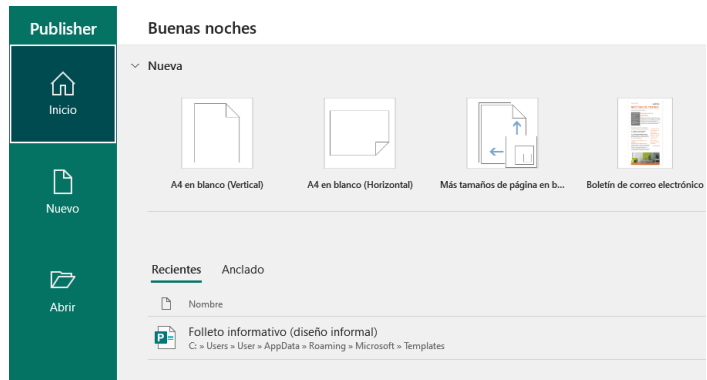 Publisher
Buenas noches
Inicio
Nuevo
Abrir
Nueva
A4 en blanco (Vertical)
A4 en blanco (Horizontal)
Más tamaños de página en b...
Boletín de correo electrónico
Recientes
Anclado
Nombre
Folleto informativo (diseño informal)
C: » Users » User » AppData » Roaming » Microsoft » Templates